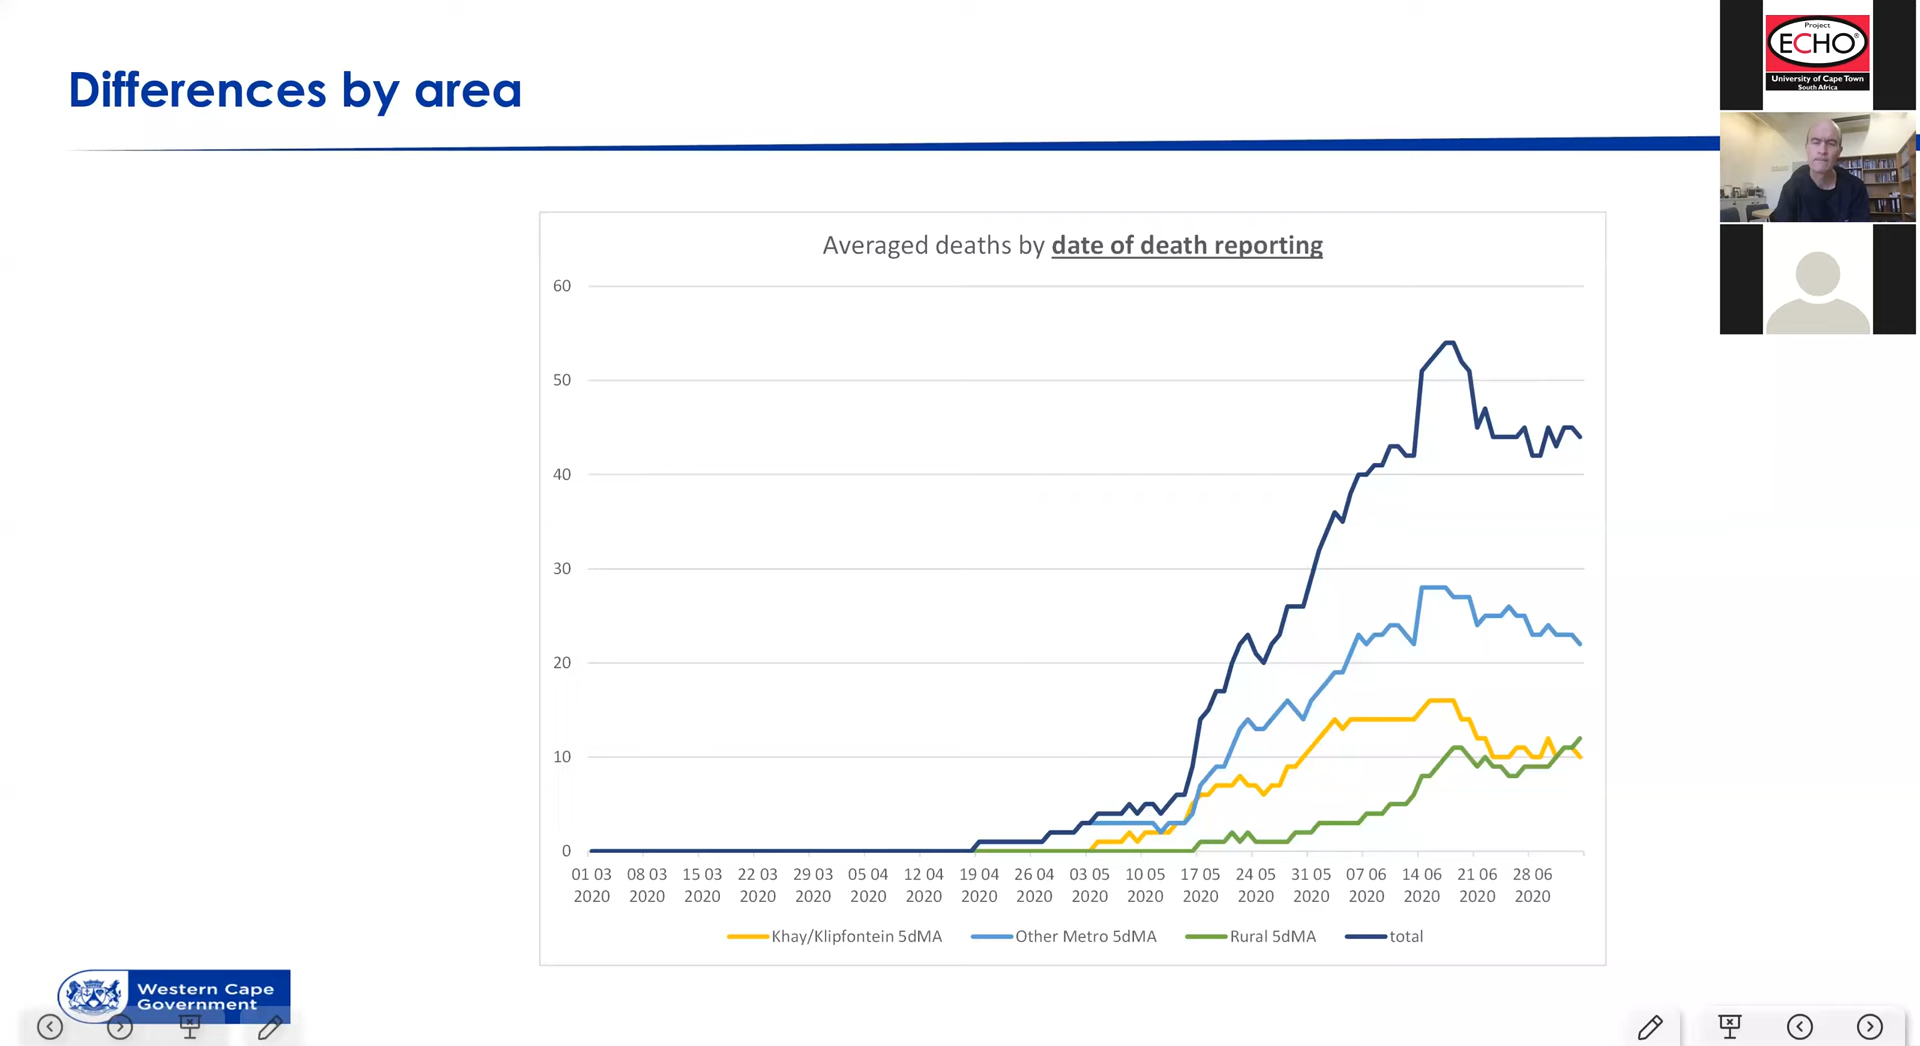 Differences by area
Project
ECHO®
University of Cape Town
South Africa
Averaged deaths by date of death reporting
60
50
40
30
20
10
0
01 03 08 03 15 03 22 03 29 03 05 04 12 04 19 04 26 04 03 05 10 05 17 05 24 05 31 05 07 06 14 06 21 06 28 06
2020 2020 2020 2020 2020 2020 2020 2020 2020 2020 2020 2020 2020 2020 2020 2020 2020 2020
Khay/Klipfontein 5dMA Other Metro 5dMA Rural 5dMA total
Western Cape
Government